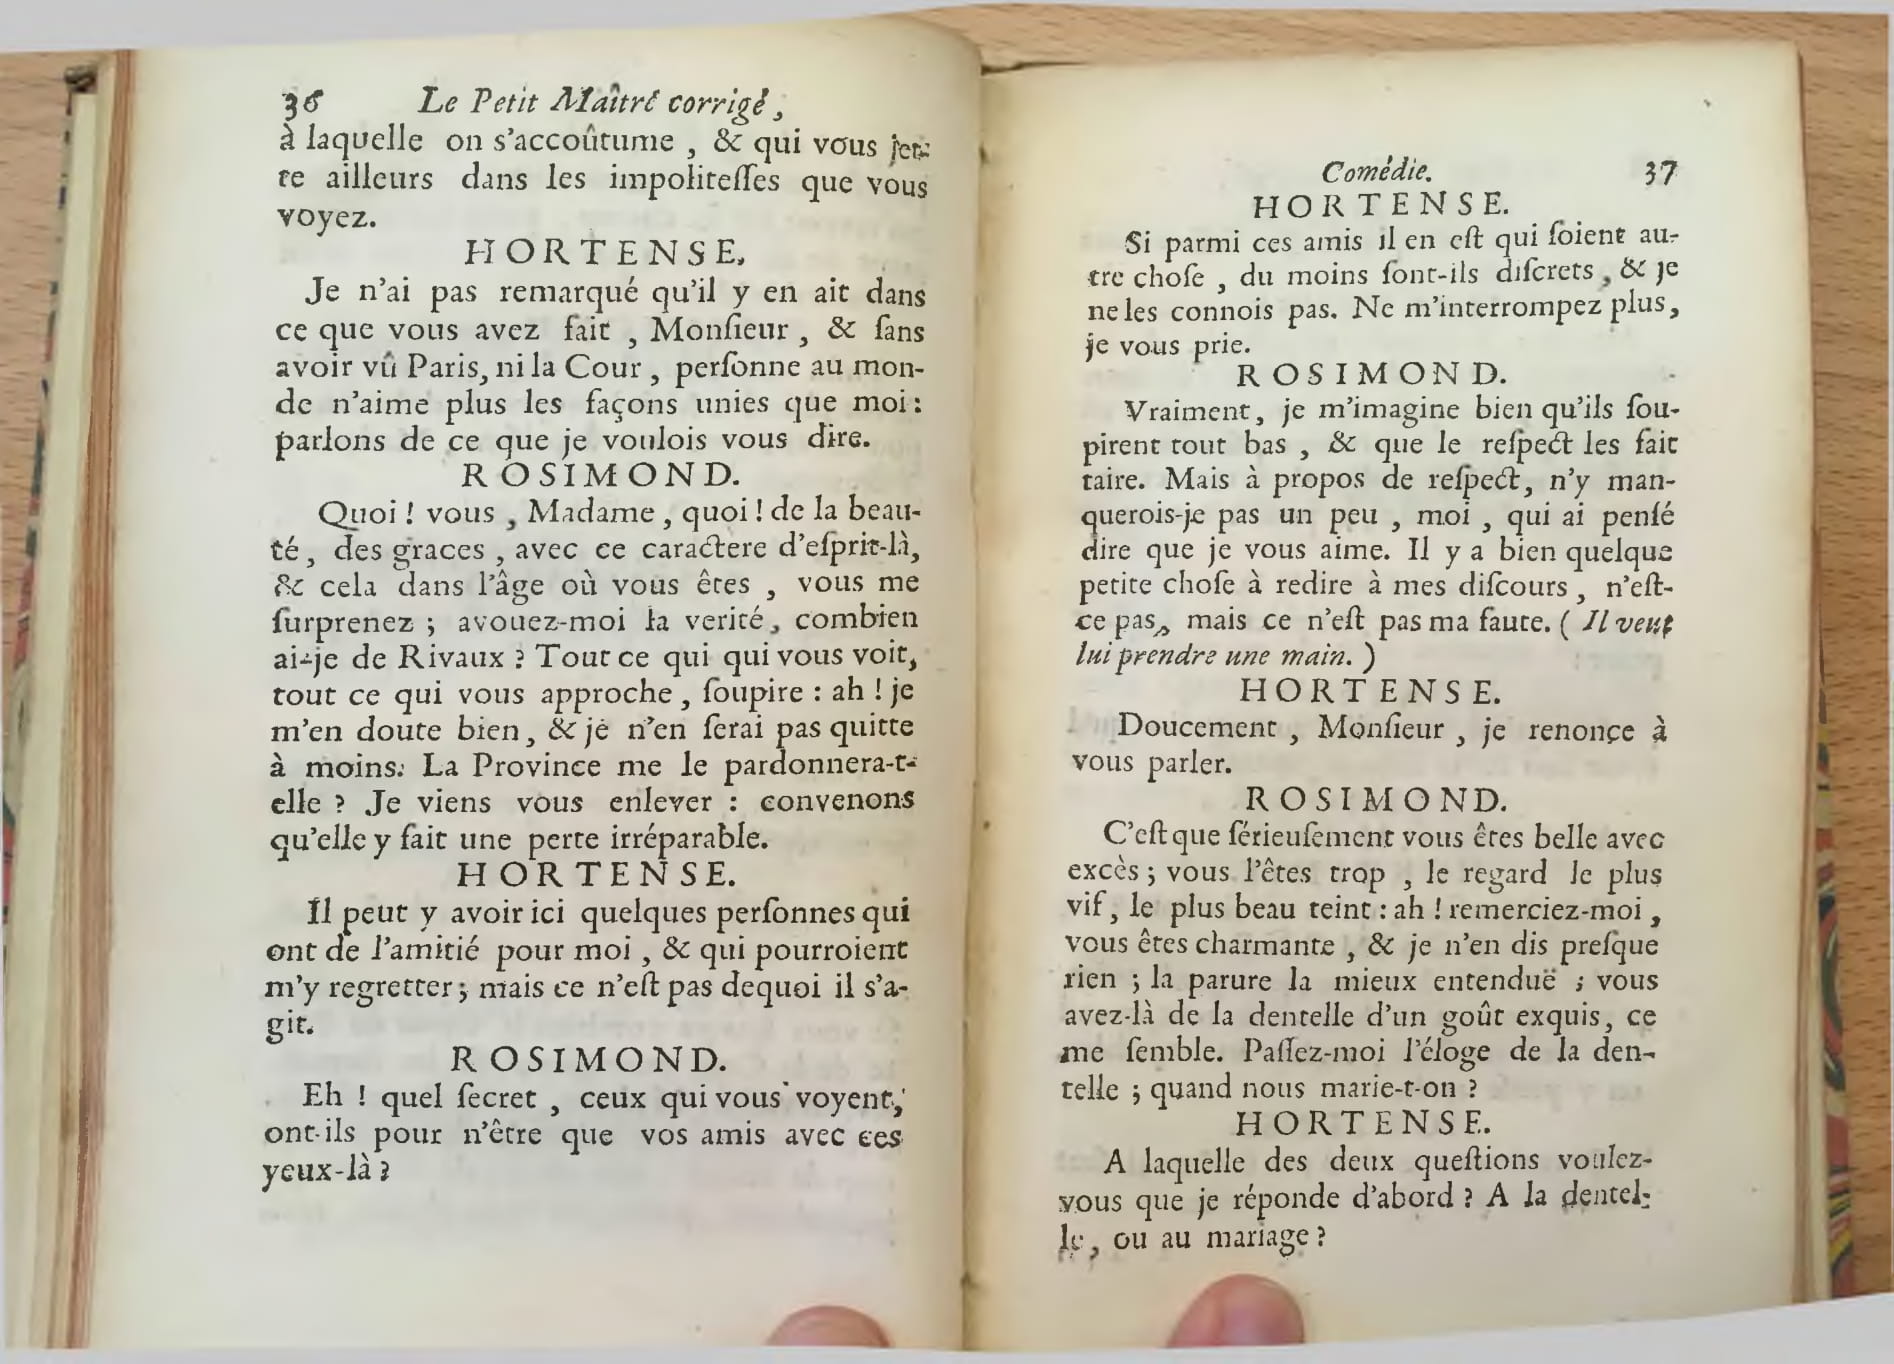 36 Le Petit Maîtré corrigé,
à laquelle on s'accoûtume, & qui vous jet-
te ailleurs dans les impolitesſes que vous
voyez.
HORTENSE.
Je n'ai pas remarqué qu'il y en ait dans
ce que vous avez fait, Monſieur, & ſans
avoir vû Paris, ni la Cour, perſonne au mon-
de n'aime plus les façons unies que moi:
parlons de ce que je voulois vous dire.
ROSIMOND.
Quoi! vous, Madame, quoi! de la beau-
té, des graces, avec ce caractere d'eſprit-là,
& cela dans l'âge où vous êtes, vous me
ſurprenez; avouez-moi la verité, combien
ai-je de Rivaux? Tout ce qui qui vous voit,
tout ce qui vous approche, ſoupire: ah! je
m'en doute bien, & je n'en ſerai pas quitte
à moins. La Province me le pardonnera-t-
elle? Je viens vous enlever: convenons
qu'elle y fait une perte irréparable.
HORTENSE.
Il peut y avoir ici quelques perſonnes qui
ont de l'amitié pour moi, & qui pourroient
m'y regretter; mais ce n'eſt pas dequoi il s'a-
git.
ROSIMOND.
Eh! quel ſecret, ceux qui vous voyent,
ont-ils pour n'être que vos amis avec ces
yeux-là?
Comédie. 37
HORTENSE.
Si parmi ces amis il en eſt qui ſoient au-
tre choſe, du moins ſont-ils diſcrets, & je
ne les connois pas. Ne m'interrompez plus,
je vous prie.
ROSIMOND.
Vraiment, je m'imagine bien qu'ils ſou-
pirent tout bas, & que le reſpect les fait
taire. Mais à propos de reſpect, n'y man-
querois-je pas un peu, moi, qui ai penſé
dire que je vous aime. Il y a bien quelque
petite choſe à redire à mes diſcours, n'eſt-
ce pas, mais ce n'eſt pas ma faute. (Il veut
lui prendre une main.)
HORTENSE.
Doucement, Monſieur, je renonçe à
vous parler.
ROSIMOND.
C'eſt que ſérieuſement vous êtes belle avec
excès; vous l'êtes trop, le regard le plus
vif, le plus beau teint: ah! remerciez-moi,
vous êtes charmante, & je n'en dis preſque
rien; la parure la mieux entenduë; vous
avez-là de la dentelle d'un goût exquis, ce
me ſemble. Paſſez-moi l'éloge de la den-
telle; quand nous marie-t-on?
HORTENSE.
A laquelle des deux queſtions voulez-
vous que je réponde d'abord? A la dentel-
le, ou au mariage?